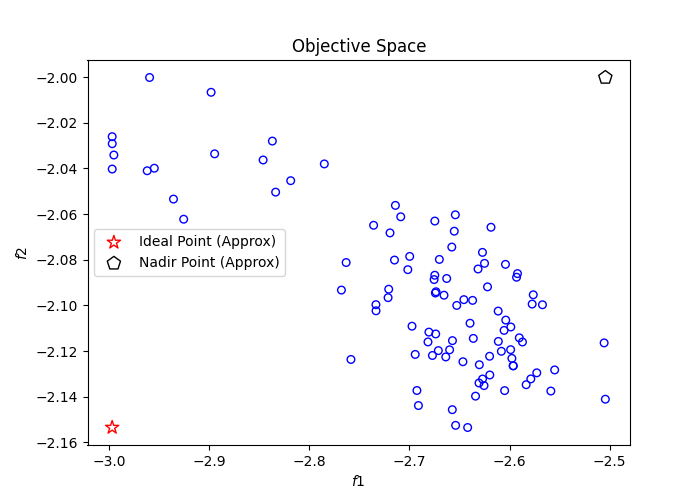 Objective Space
−2.00
−2.02
−2.04
−2.06
−2.08
−2.10
−2.12
−2.14
−2.16
f2
Ideal Point (Approx)
Nadir Point (Approx)
−3.0 −2.9 −2.8 −2.7 −2.6 −2.5
f1